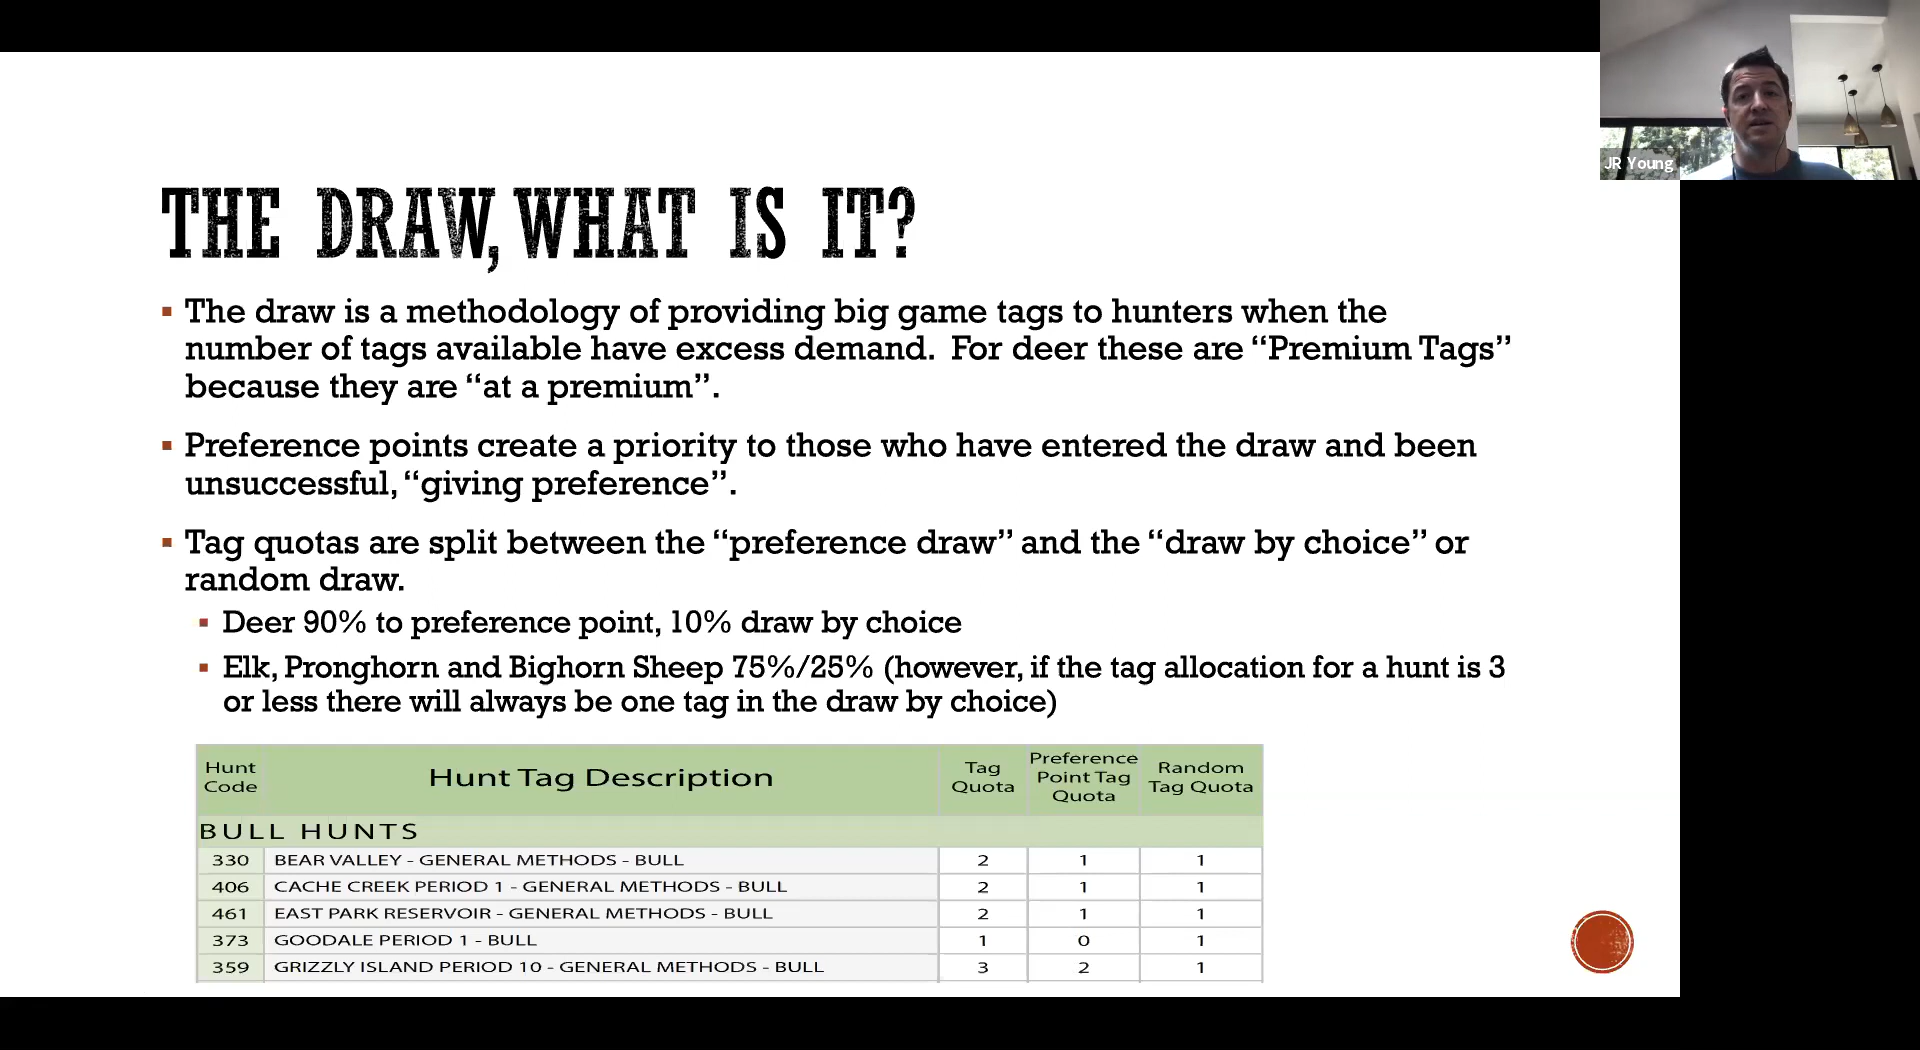 JR Young
THE DRAW, WHAT IS IT?
The draw is a methodology of providing big game tags to hunters when the
number of tags available have excess demand. For deer these are “Premium Tags”
because they are “at a premium”.
Preference points create a priority to those who have entered the draw and been
unsuccessful, “giving preference”.
Tag quotas are split between the “preference draw” and the “draw by choice” or
random draw.
Deer 90% to preference point, 10% draw by choice
Elk, Pronghorn and Bighorn Sheep 75%/25% (however, if the tag allocation for a hunt is 3
or less there will always be one tag in the draw by choice)
Hunt Code Hunt Tag Description Tag Quota Preference Point Tag Quota Random Tag Quota
BULL HUNTS
330 BEAR VALLEY - GENERAL METHODS - BULL 2 1 1
406 CACHE CREEK PERIOD 1 - GENERAL METHODS - BULL 2 1 1
461 EAST PARK RESERVOIR - GENERAL METHODS - BULL 2 1 1
373 GOODALE PERIOD 1 - BULL 1 0 1
359 GRIZZLY ISLAND PERIOD 10 - GENERAL METHODS - BULL 3 2 1